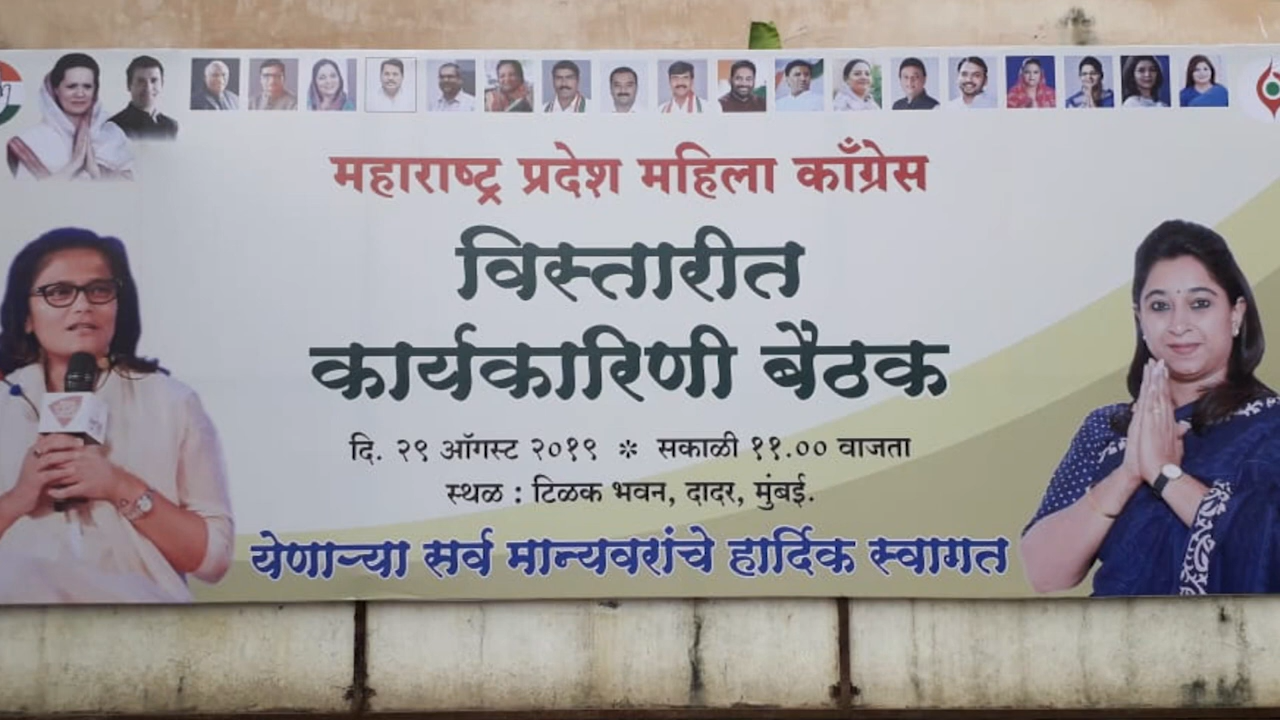 महाराष्ट्र प्रदेश महिला काँग्रेस
विस्तारीत
कार्यकारिणी बैठक
दि. २९ ऑगस्ट २०१९ * सकाळी ११.०० वाजता
स्थळ : टिळक भवन, दादर, मुंबई.
येणाऱ्या सर्व मान्यवरांचे हार्दिक स्वागत